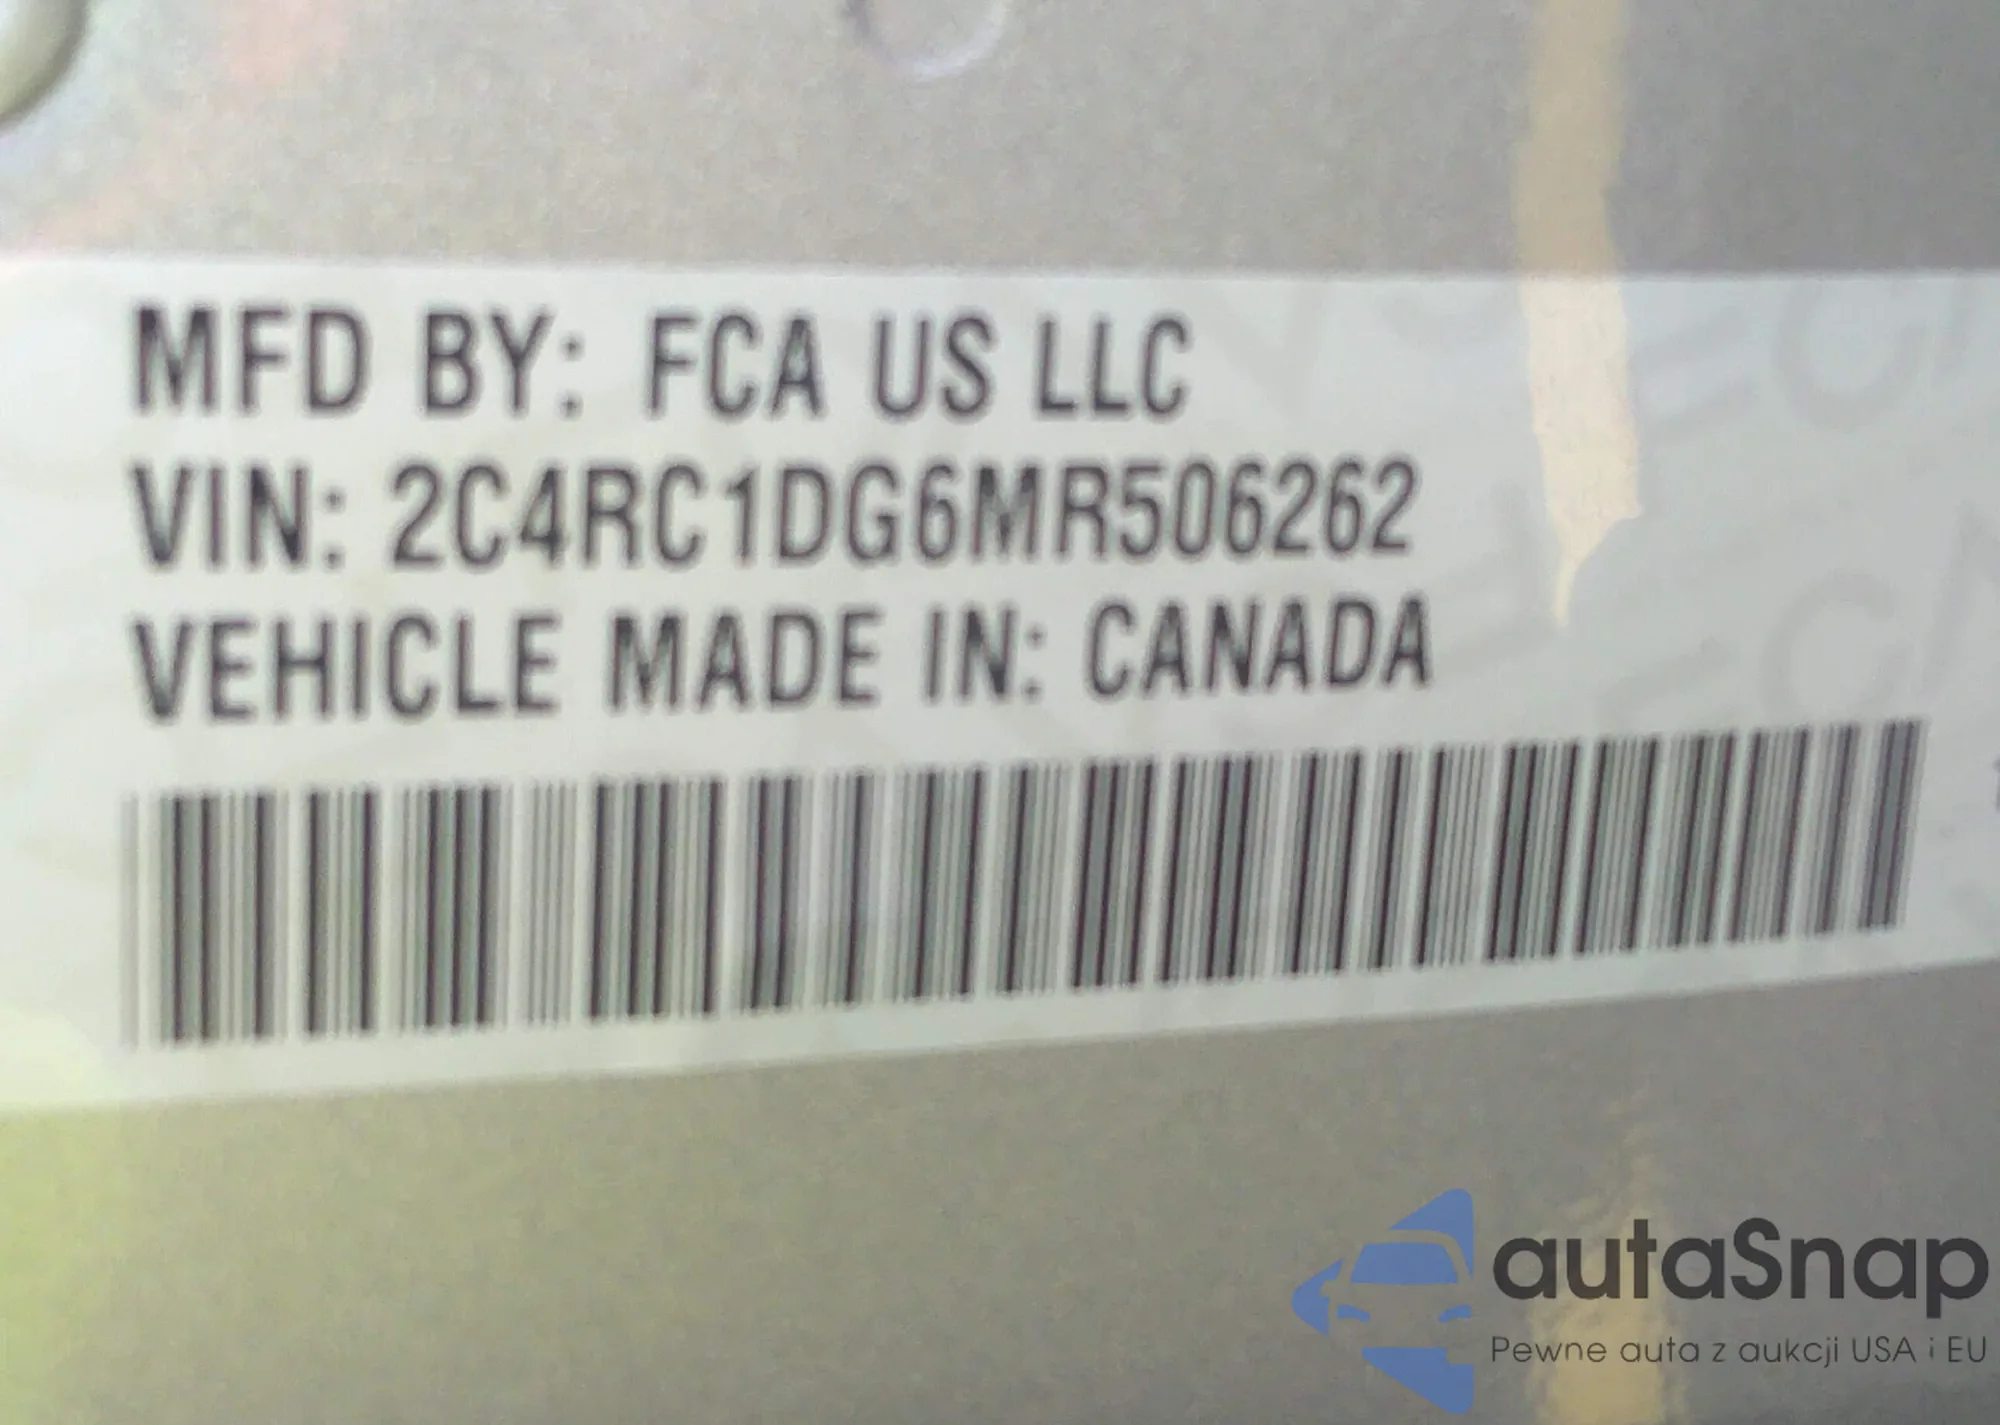 MFD BY: FCA US LLC
VIN: 2C4RC1DG6MR506262
VEHICLE MADE IN: CANADA
autaSnap
Pewne auta z aukcji USA i EU